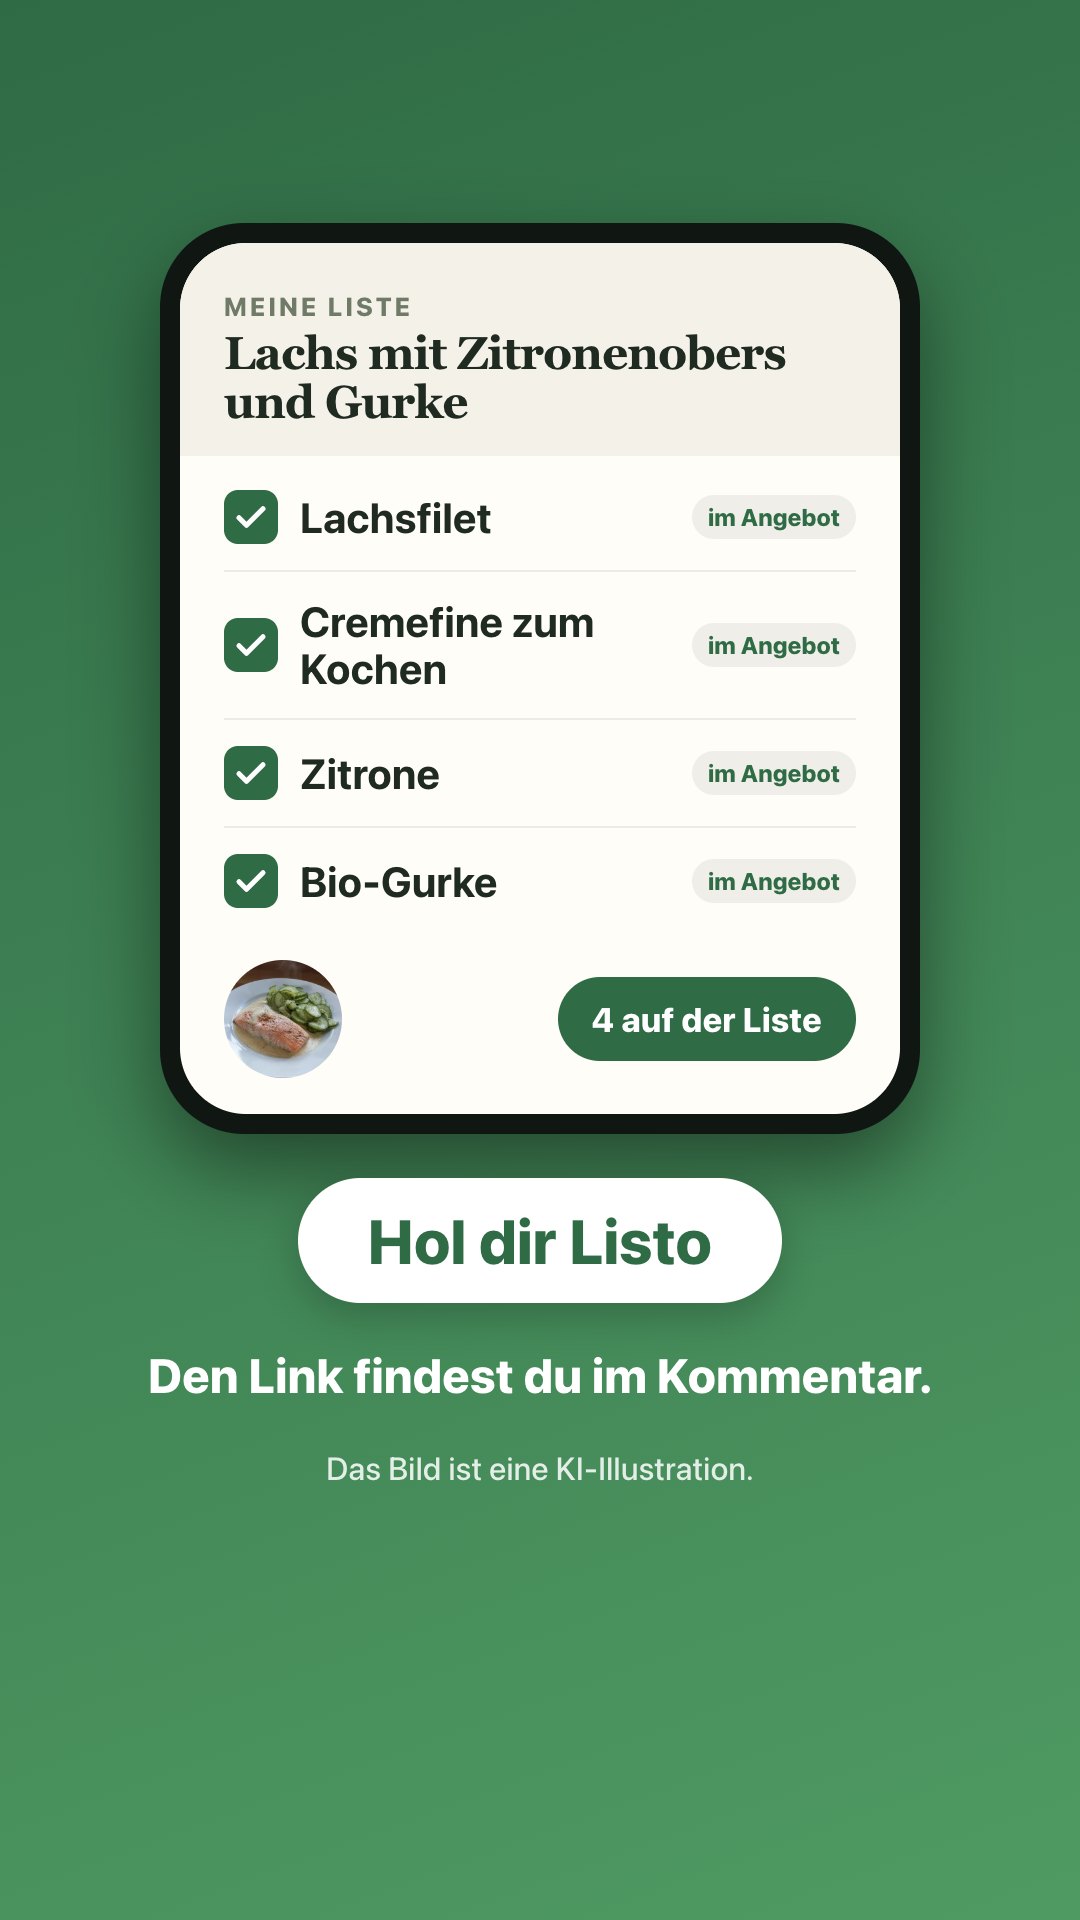 MEINE LISTE
Lachs mit Zitronenobers
und Gurke
Lachsfilet
im Angebot
Cremefine zum
Kochen
im Angebot
Zitrone
im Angebot
Bio-Gurke
im Angebot
4 auf der Liste
Hol dir Listo
Den Link findest du im Kommentar.
Das Bild ist eine KI-Illustration.